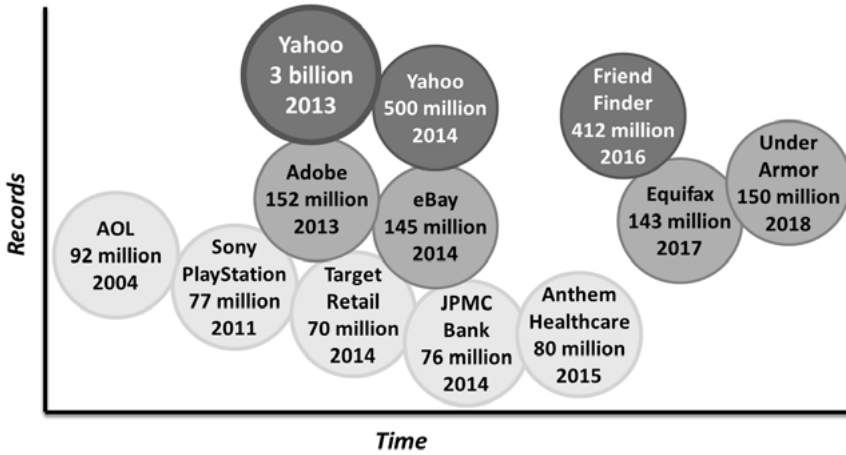 Yahoo
3 billion
2013
Yahoo
500 million
2014
Friend
Finder
412 million
2016
Under
Armor
150 million
2018
Adobe
152 million
2013
eBay
145 million
2014
Equifax
143 million
2017
AOL
92 million
2004
Sony
PlayStation
77 million
2011
Target
Retail
70 million
2014
JPMC
Bank
76 million
2014
Anthem
Healthcare
80 million
2015
Records
Time